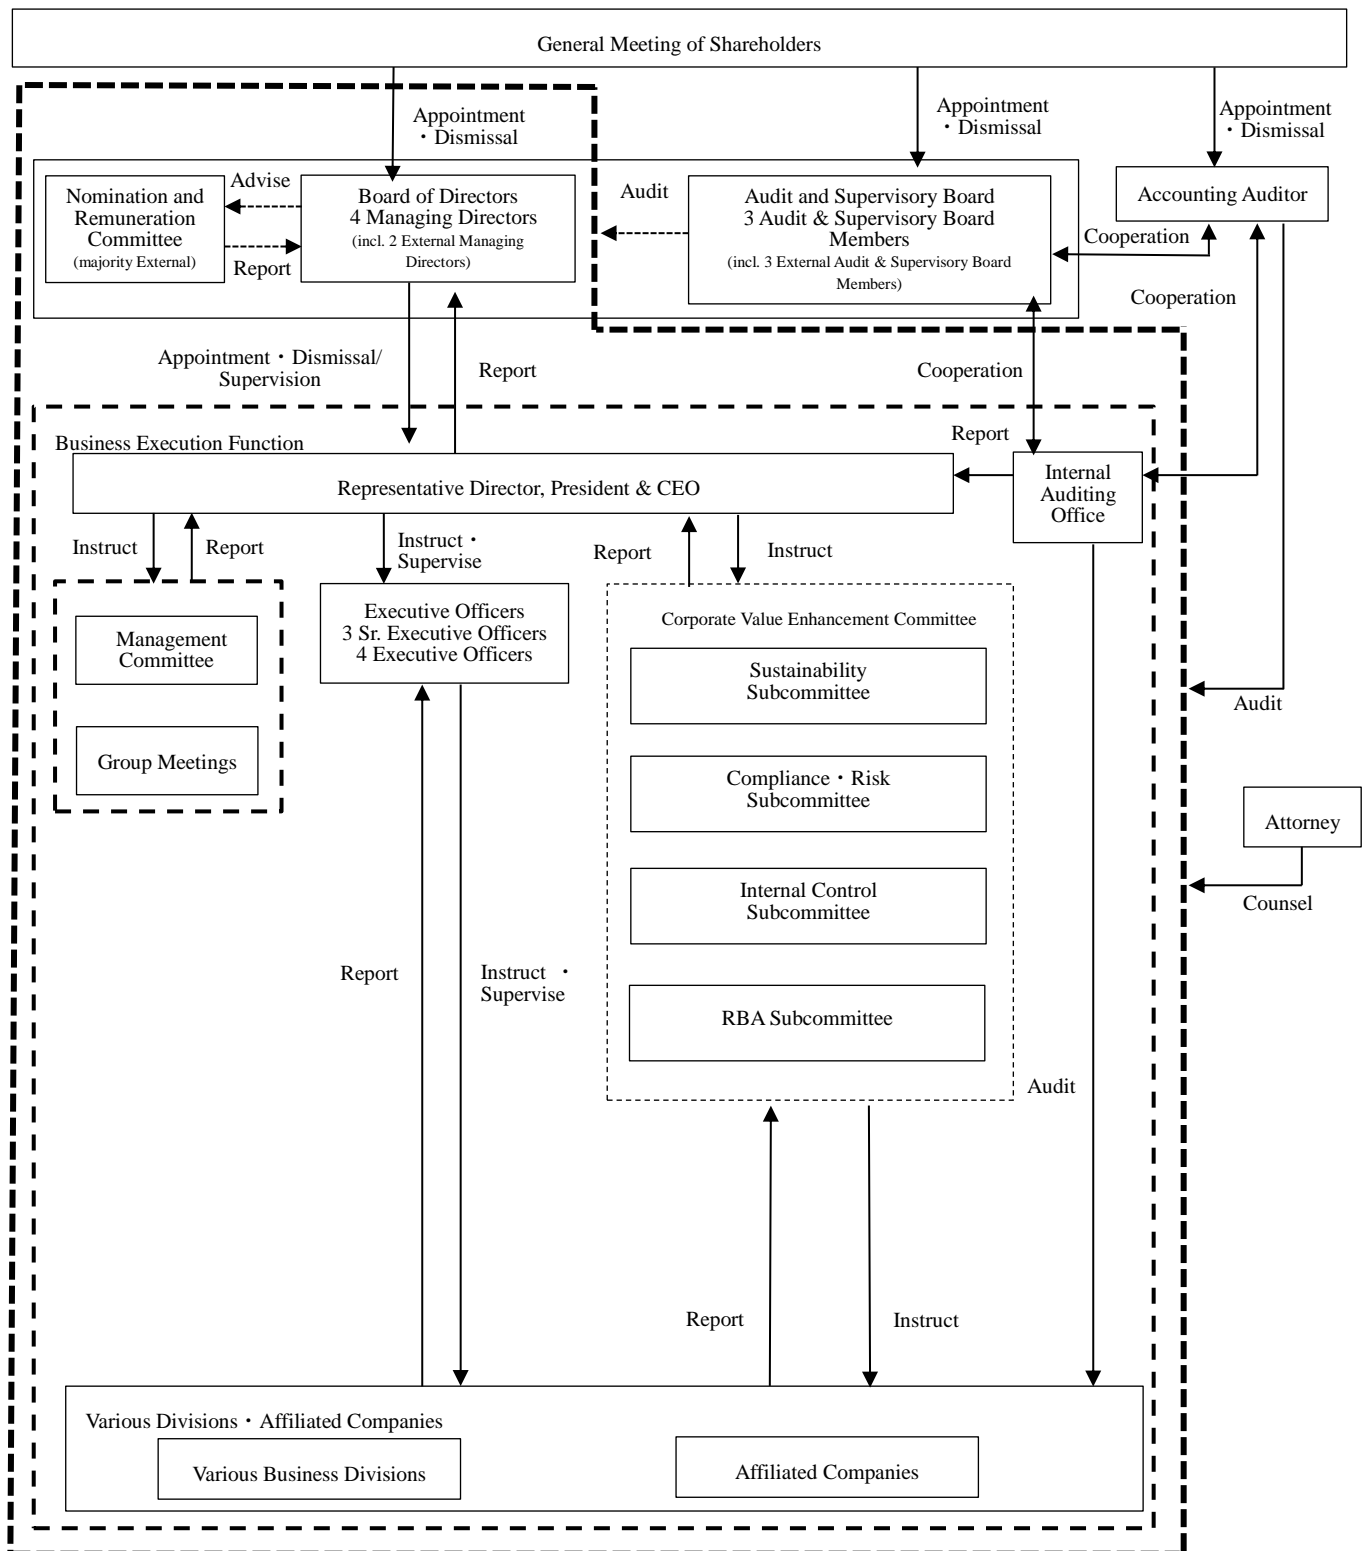 General Meeting of Shareholders
Appointment
・Dismissal
Appointment
・Dismissal
Appointment
・Dismissal
Nomination and
Remuneration
Committee
(majority External)
Advise
Report
Board of Directors
4 Managing Directors
(incl. 2 External Managing
Directors)
Audit
Audit and Supervisory Board
3 Audit & Supervisory Board
Members
(incl. 3 External Audit & Supervisory Board
Members)
Accounting Auditor
Cooperation
Cooperation
Appointment・Dismissal/
Supervision
Report
Cooperation
Business Execution Function
Report
Representative Director, President & CEO
Internal
Auditing
Office
Instruct
Report
Instruct・
Supervise
Report
Instruct
Management
Committee
Group Meetings
Executive Officers
3 Sr. Executive Officers
4 Executive Officers
Corporate Value Enhancement Committee
Sustainability
Subcommittee
Compliance・Risk
Subcommittee
Internal Control
Subcommittee
RBA Subcommittee
Audit
Attorney
Counsel
Report
Instruct ・
Supervise
Audit
Report
Instruct
Various Divisions・Affiliated Companies
Various Business Divisions
Affiliated Companies